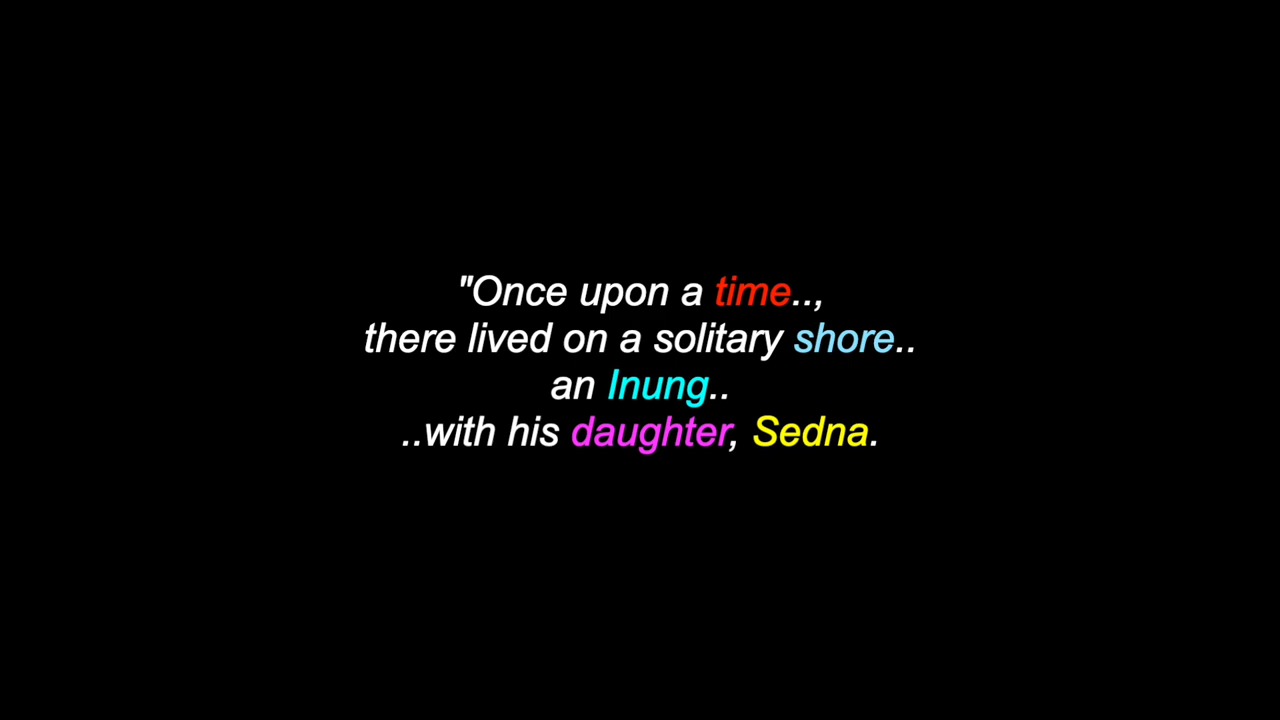 "Once upon a time..,
there lived on a solitary shore..
an Inung..
..with his daughter, Sedna.